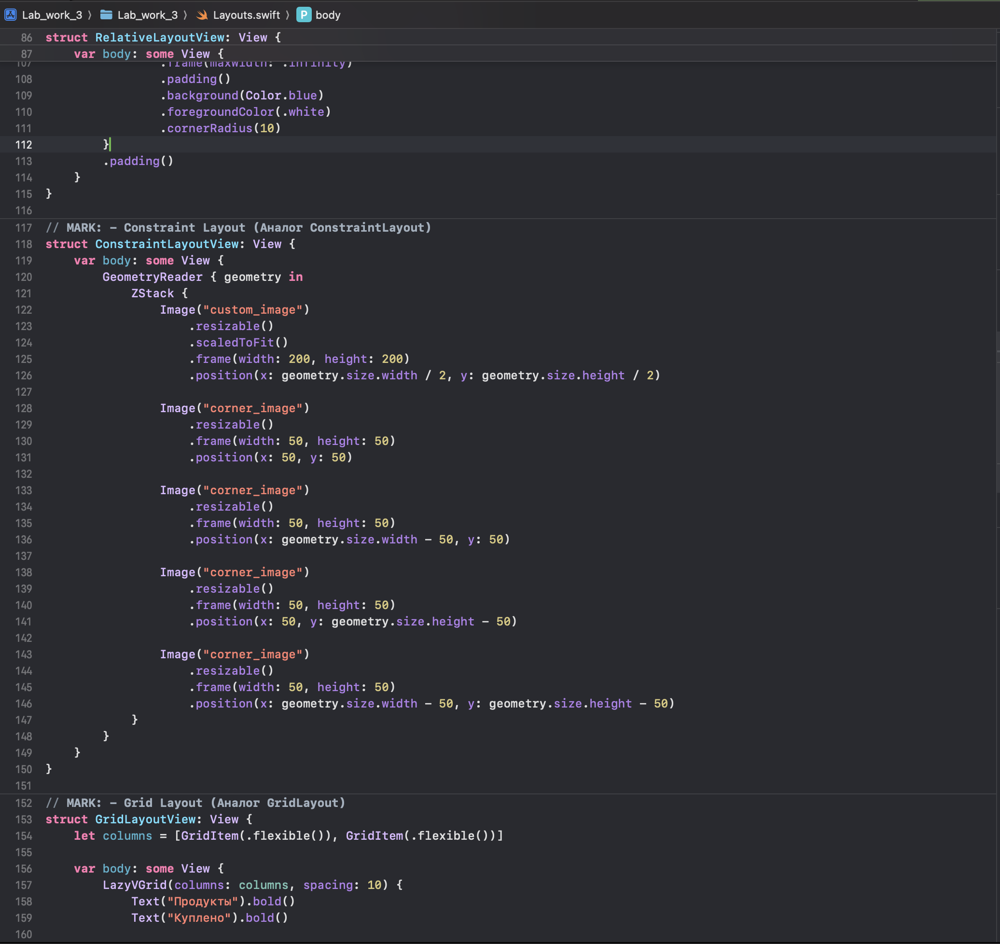 Lab_work_3 〉 Lab_work_3 〉 Layouts.swift 〉 P body
86 struct RelativeLayoutView: View {
87     var body: some View {
107                 .frame(maxWidth: .infinity)
108                 .padding()
109                 .background(Color.blue)
110                 .foregroundColor(.white)
111                 .cornerRadius(10)
112         }
113         .padding()
114     }
115 }
116
117 // MARK: - Constraint Layout (Аналог ConstraintLayout)
118 struct ConstraintLayoutView: View {
119     var body: some View {
120         GeometryReader { geometry in
121             ZStack {
122                 Image("custom_image")
123                     .resizable()
124                     .scaledToFit()
125                     .frame(width: 200, height: 200)
126                     .position(x: geometry.size.width / 2, y: geometry.size.height / 2)
127
128                 Image("corner_image")
129                     .resizable()
130                     .frame(width: 50, height: 50)
131                     .position(x: 50, y: 50)
132
133                 Image("corner_image")
134                     .resizable()
135                     .frame(width: 50, height: 50)
136                     .position(x: geometry.size.width - 50, y: 50)
137
138                 Image("corner_image")
139                     .resizable()
140                     .frame(width: 50, height: 50)
141                     .position(x: 50, y: geometry.size.height - 50)
142
143                 Image("corner_image")
144                     .resizable()
145                     .frame(width: 50, height: 50)
146                     .position(x: geometry.size.width - 50, y: geometry.size.height - 50)
147             }
148         }
149     }
150 }
151
152 // MARK: - Grid Layout (Аналог GridLayout)
153 struct GridLayoutView: View {
154     let columns = [GridItem(.flexible()), GridItem(.flexible())]
155
156     var body: some View {
157         LazyVGrid(columns: columns, spacing: 10) {
158             Text("Продукты").bold()
159             Text("Куплено").bold()
160